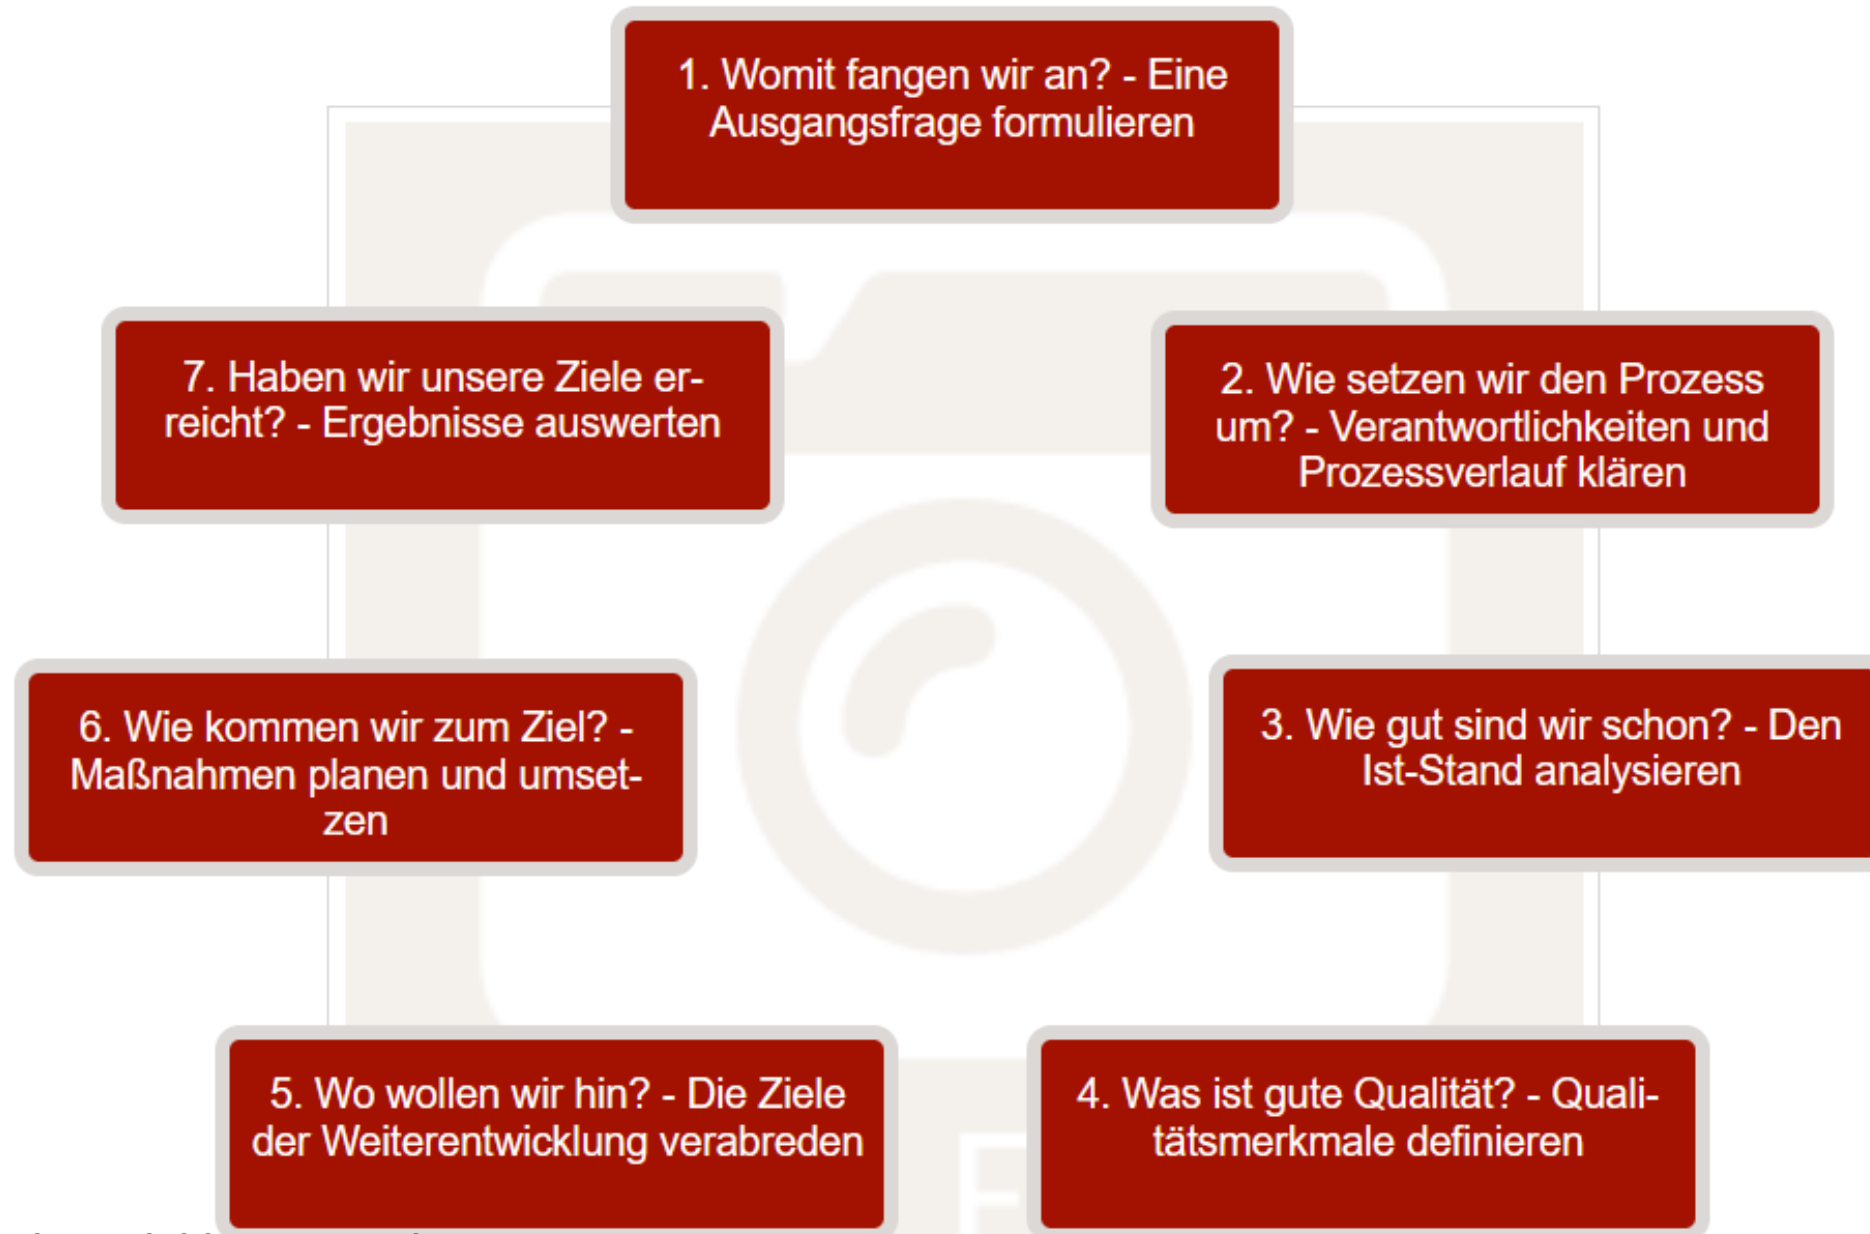 1. Womit fangen wir an? - Eine
Ausgangsfrage formulieren
2. Wie setzen wir den Prozess
um? - Verantwortlichkeiten und
Prozessverlauf klären
3. Wie gut sind wir schon? - Den
Ist-Stand analysieren
4. Was ist gute Qualität? - Quali-
tätsmerkmale definieren
5. Wo wollen wir hin? - Die Ziele
der Weiterentwicklung verabreden
6. Wie kommen wir zum Ziel? -
Maßnahmen planen und umset-
zen
7. Haben wir unsere Ziele er-
reicht? - Ergebnisse auswerten